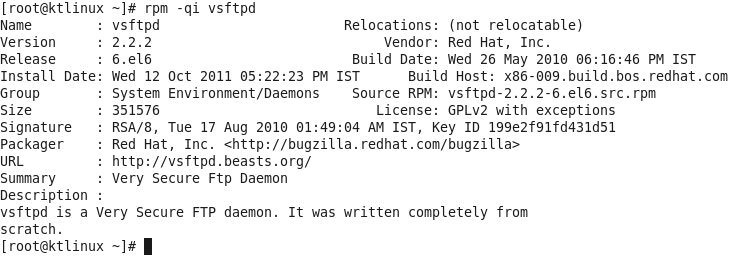 [root@ktlinux ~]# rpm -qi vsftpd
Name        : vsftpd                       Relocations: (not relocatable)
Version     : 2.2.2                             Vendor: Red Hat, Inc.
Release     : 6.el6                         Build Date: Wed 26 May 2010 06:16:46 PM IST
Install Date: Wed 12 Oct 2011 05:22:23 PM IST      Build Host: x86-009.build.bos.redhat.com
Group       : System Environment/Daemons    Source RPM: vsftpd-2.2.2-6.el6.src.rpm
Size        : 351576                           License: GPLv2 with exceptions
Signature   : RSA/8, Tue 17 Aug 2010 01:49:04 AM IST, Key ID 199e2f91fd431d51
Packager    : Red Hat, Inc. <http://bugzilla.redhat.com/bugzilla>
URL         : http://vsftpd.beasts.org/
Summary     : Very Secure Ftp Daemon
Description :
vsftpd is a Very Secure FTP daemon. It was written completely from
scratch.
[root@ktlinux ~]#